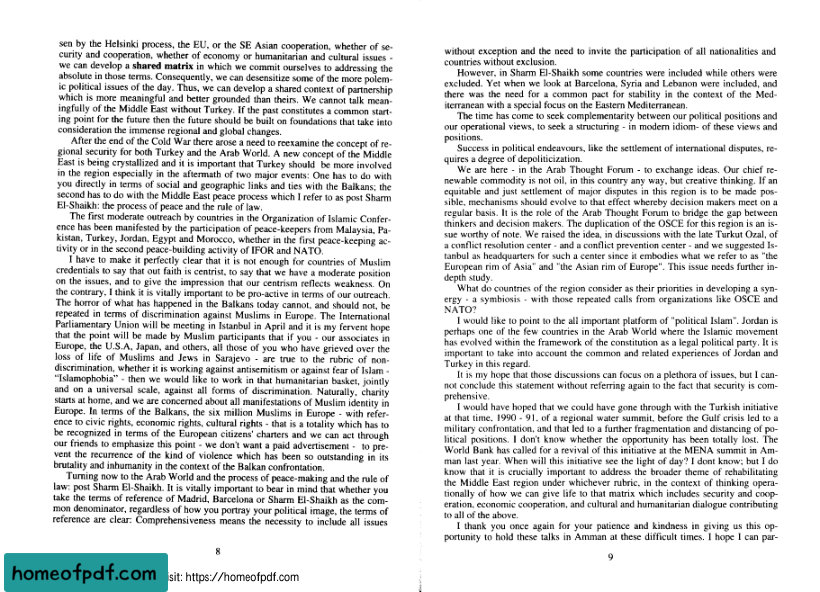 sen by the Helsinki process, the EU, or the SE Asian cooperation, whether of se-
curity and cooperation, whether of economy or humanitarian and cultural issues -
we can develop a shared matrix in which we commit ourselves to addressing the
absolute in those terms. Consequently, we can desensitize some of the more polem-
ic political issues of the day. Thus, we can develop a shared context of partnership
which is more meaningful and better grounded than theirs. We cannot talk mean-
ingfully of the Middle East without Turkey. If the past constitutes a common start-
ing point for the future then the future should be built on foundations that take into
consideration the immense regional and global changes.
After the end of the Cold War there arose a need to reexamine the concept of re-
gional security for both Turkey and the Arab World. A new concept of the Middle
East is being crystallized and it is important that Turkey should be more involved
in the region especially in the aftermath of two major events: One has to do with
you directly in terms of social and geographic links and ties with the Balkans; the
second has to do with the Middle East peace process which I refer to as post Sharm
El-Shaikh: the process of peace and the rule of law.
The first moderate outreach by countries in the Organization of Islamic Confer-
ence has been manifested by the participation of peace-keepers from Malaysia, Pa-
kistan, Turkey, Jordan, Egypt and Morocco, whether in the first peace-keeping ac-
tivity or in the second peace-building activity of IFOR and NATO.
I have to make it perfectly clear that it is not enough for countries of Muslim
credentials to say that out faith is centrist, to say that we have a moderate position
on the issues, and to give the impression that our centrism reflects weakness. On
the contrary, I think it is vitally important to be pro-active in terms of our outreach.
The horror of what has happened in the Balkans today cannot, and should not, be
repeated in terms of discrimination against Muslims in Europe. The International
Parliamentary Union will be meeting in Istanbul in April and it is my fervent hope
that the point will be made by Muslim participants that if you - our associates in
Europe, the U.S.A, Japan, and others, all those of you who have grieved over the
loss of life of Muslims and Jews in Sarajevo - are true to the rubric of non-
discrimination, whether it is working against antisemitism or against fear of Islam -
"Islamophobia" - then we would like to work in that humanitarian basket, jointly
and on a universal scale, against all forms of discrimination. Naturally, charity
starts at home, and we are concerned about all manifestations of Muslim identity in
Europe. In terms of the Balkans, the six million Muslims in Europe - with refer-
ence to civic rights, economic rights, cultural rights - that is a totality which has to
be recognized in terms of the European citizens' charters and we can act through
our friends to emphasize this point - we don't want a paid advertisement - to pre-
vent the recurrence of the kind of violence which has been so outstanding in its
brutality and inhumanity in the context of the Balkan confrontation.
Turning now to the Arab World and the process of peace-making and the rule of
law: post Sharm El-Shaikh. It is vitally important to bear in mind that whether you
take the terms of reference of Madrid, Barcelona or Sharm El-Shaikh as the com-
mon denominator, regardless of how you portray your political image, the terms of
reference are clear: Comprehensiveness means the necessity to include all issues
8
without exception and the need to invite the participation of all nationalities and
countries without exclusion.
However, in Sharm El-Shaikh some countries were included while others were
excluded. Yet when we look at Barcelona, Syria and Lebanon were included, and
there was the need for a common pact for stability in the context of the Med-
iterranean with a special focus on the Eastern Mediterranean.
The time has come to seek complementarity between our political positions and
our operational views, to seek a structuring - in modern idiom- of these views and
positions.
Success in political endeavours, like the settlement of international disputes, re-
quires a degree of depoliticization.
We are here - in the Arab Thought Forum - to exchange ideas. Our chief re-
newable commodity is not oil, in this country any way, but creative thinking. If an
equitable and just settlement of major disputes in this region is to be made pos-
sible, mechanisms should evolve to that effect whereby decision makers meet on a
regular basis. It is the role of the Arab Thought Forum to bridge the gap between
thinkers and decision makers. The duplication of the OSCE for this region is an is-
sue worthy of note. We raised the idea, in discussions with the late Turkut Ozal, of
a conflict resolution center - and a conflict prevention center - and we suggested Is-
tanbul as headquarters for such a center since it embodies what we refer to as "the
European rim of Asia" and "the Asian rim of Europe". This issue needs further in-
depth study.
What do countries of the region consider as their priorities in developing a syn-
ergy - a symbiosis - with those repeated calls from organizations like OSCE and
NATO?
I would like to point to the all important platform of "political Islam". Jordan is
perhaps one of the few countries in the Arab World where the Islamic movement
has evolved within the framework of the constitution as a legal political party. It is
important to take into account the common and related experiences of Jordan and
Turkey in this regard.
It is my hope that those discussions can focus on a plethora of issues, but I can-
not conclude this statement without referring again to the fact that security is com-
prehensive.
I would have hoped that we could have gone through with the Turkish initiative
at that time, 1990 - 91, of a regional water summit, before the Gulf crisis led to a
military confrontation, and that led to a further fragmentation and distancing of po-
litical positions. I don't know whether the opportunity has been totally lost. The
World Bank has called for a revival of this initiative at the MENA summit in Am-
man last year. When will this initiative see the light of day? I dont know; but I do
know that it is crucially important to address the broader theme of rehabilitating
the Middle East region under whichever rubric, in the context of thinking opera-
tionally of how we can give life to that matrix which includes security and coop-
eration, economic cooperation, and cultural and humanitarian dialogue contributing
to all of the above.
I thank you once again for your patience and kindness in giving us this op-
portunity to hold these talks in Amman at these difficult times. I hope I can par-
9
homeofpdf.com
isit: https://homeofpdf.com